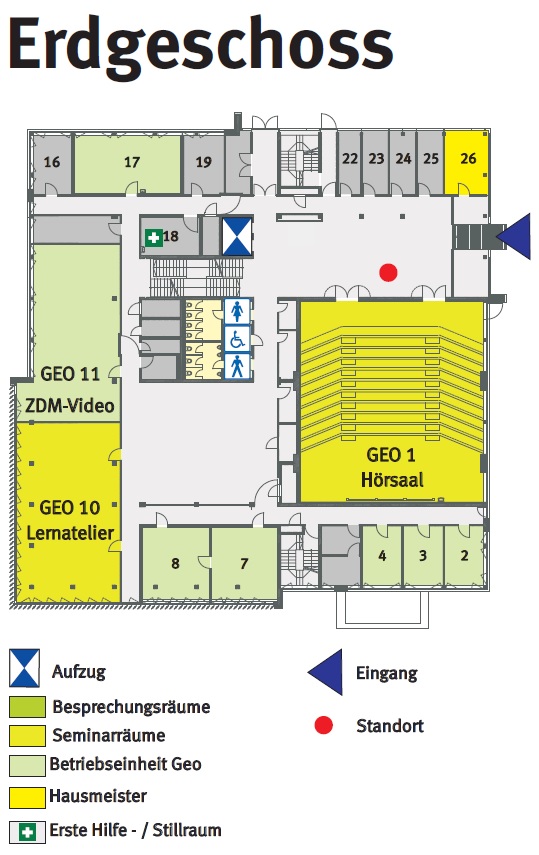 Erdgeschoss
16
17
19
22
23
24
25
26
18
GEO 11
ZDM-Video
GEO 1
Hörsaal
GEO 10
Lernatelier
8
7
4
3
2
Aufzug
Eingang
Besprechungsräume
Standort
Seminarräume
Betriebseinheit Geo
Hausmeister
Erste Hilfe - / Stillraum